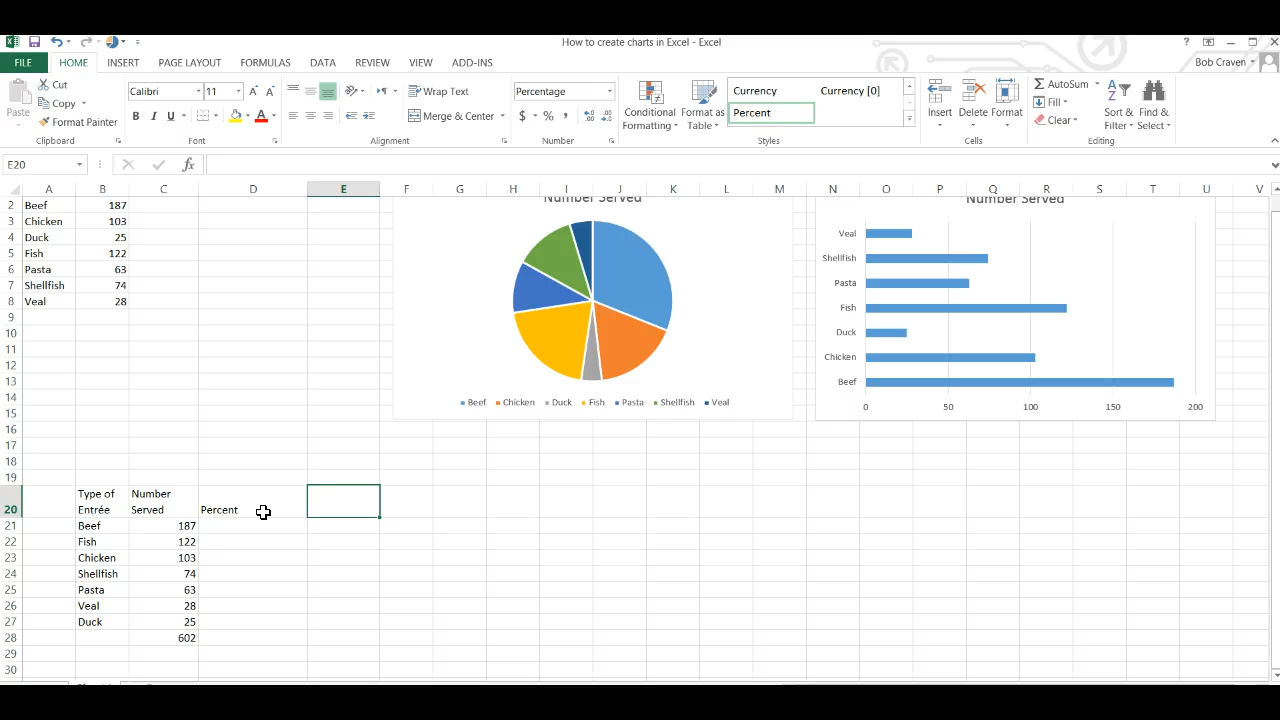 How to create charts in Excel - Excel
?
FILE HOME INSERT PAGE LAYOUT FORMULAS DATA REVIEW VIEW ADD-INS Bob Craven
Paste
Cut
Copy
Format Painter
Clipboard
Calibri 11
B I U
Font
Wrap Text
Merge & Center
Alignment
Percentage
$ % ,
Number
Conditional Formatting
Format as Table
Currency Currency [0]
Percent
Styles
Insert Delete Format
Cells
AutoSum
Fill
Clear
Sort & Filter
Find & Select
Editing
E20 fx
A B C D E F G H I J K L M N O P Q R S T U V
2 Beef 187
3 Chicken 103
4 Duck 25
5 Fish 122
6 Pasta 63
7 Shellfish 74
8 Veal 28
9
10
11
12
13
14
15
16
17
18
19
Number Served
Beef Chicken Duck Fish Pasta Shellfish Veal
Number Served
Veal
Shellfish
Pasta
Fish
Duck
Chicken
Beef
0 50 100 150 200
Type of Number
20 Entrée Served Percent
21 Beef 187
22 Fish 122
23 Chicken 103
24 Shellfish 74
25 Pasta 63
26 Veal 28
27 Duck 25
28 602
29
30